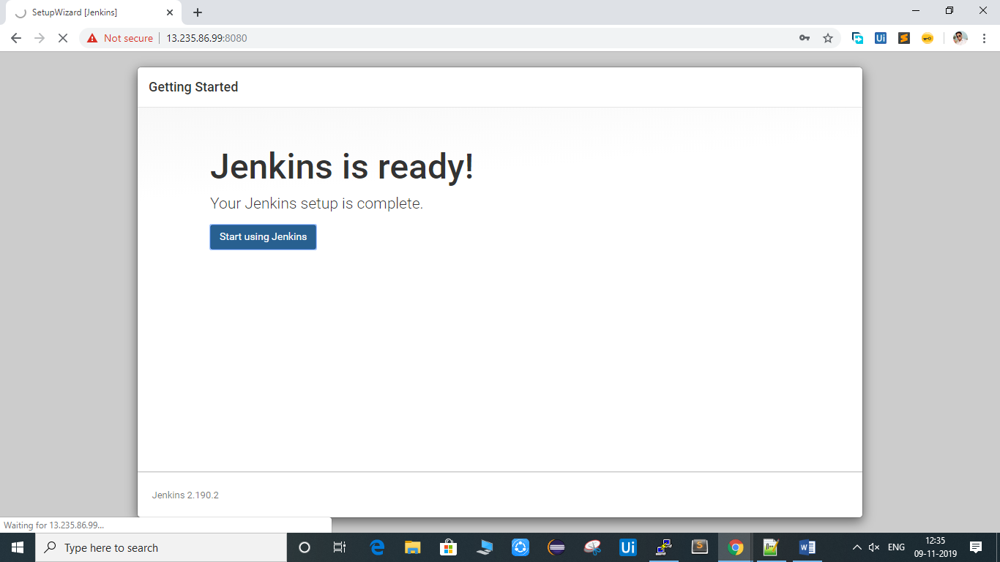 SetupWizard [Jenkins]
Not secure
13.235.86.99:8080
Ui
Getting Started
Jenkins is ready!
Your Jenkins setup is complete.
Start using Jenkins
Jenkins 2.190.2
Waiting for 13.235.86.99...
Type here to search
Ui
S
W
ENG
12:35
09-11-2019